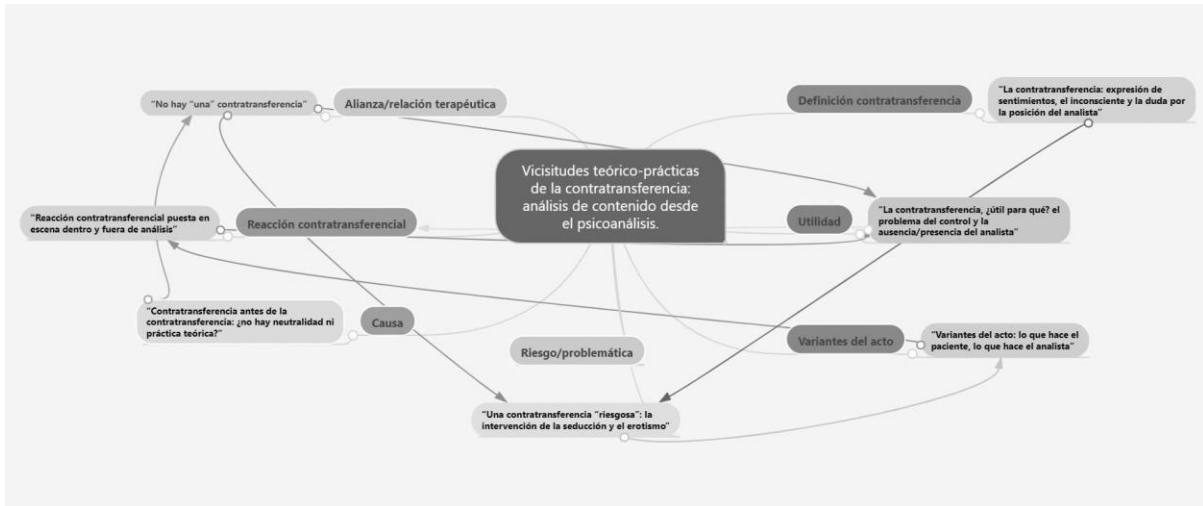 Vicisitudes teórico-prácticas
de la contratransferencia:
análisis de contenido desde
el psicoanálisis.
Alianza/relación terapéutica
"No hay "una" contratransferencia"
Reacción contratransferencial
"Reacción contratransferencial puesta en
escena dentro y fuera de análisis"
Causa
"Contratransferencia antes de la
contratransferencia: ¿no hay neutralidad ni
práctica teórica?"
Riesgo/problemática
"Una contratransferencia "riesgosa": la
intervención de la seducción y el erotismo"
Definición contratransferencia
"La contratransferencia: expresión de
sentimientos, el inconsciente y la duda por
la posición del analista"
Utilidad
"La contratransferencia, ¿útil para qué? el
problema del control y la
ausencia/presencia del analista"
Variantes del acto
"Variantes del acto: lo que hace el
paciente, lo que hace el analista"